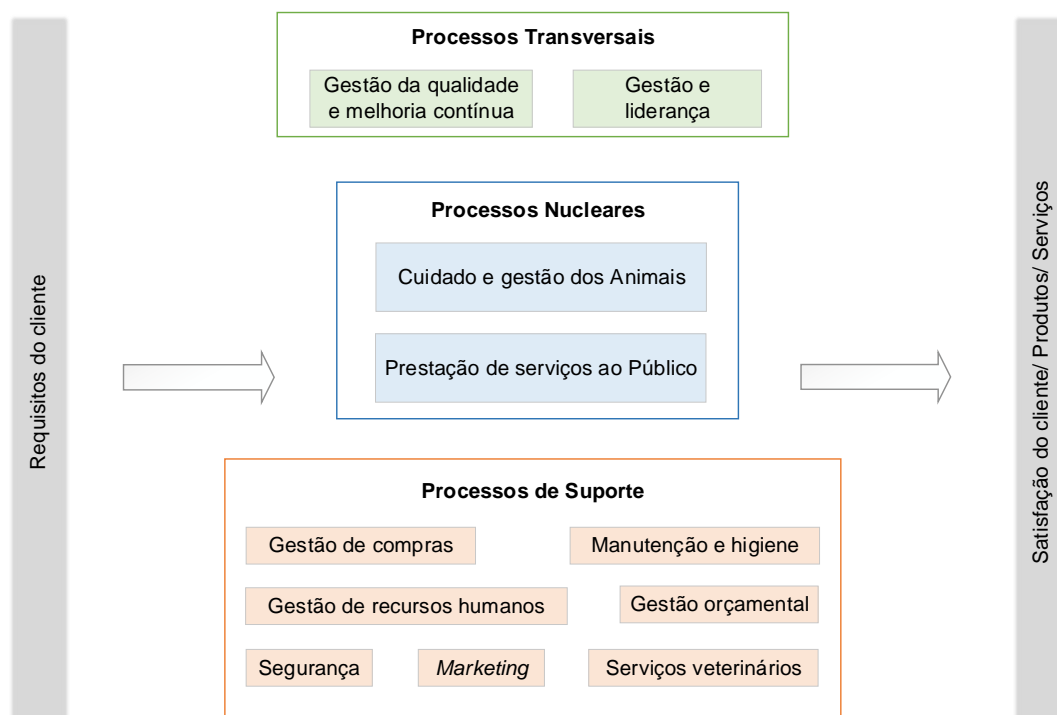 Requisitos do cliente
Processos Transversais
Gestão da qualidade
e melhoria contínua
Gestão e
liderança
Processos Nucleares
Cuidado e gestão dos Animais
Prestação de serviços ao Público
Processos de Suporte
Gestão de compras
Manutenção e higiene
Gestão de recursos humanos
Gestão orçamental
Segurança
Marketing
Serviços veterinários
Satisfação do cliente/ Produtos/ Serviços